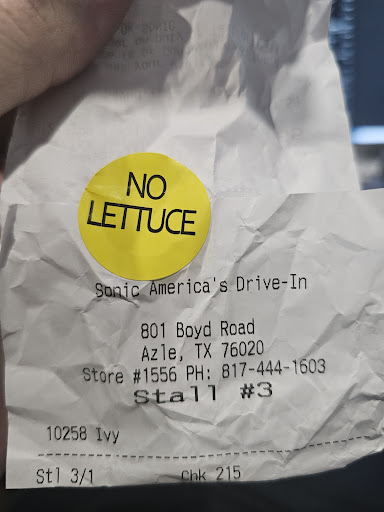 NO
LETTUCE
Sonic America's Drive-In
801 Boyd Road
Azle, TX 76020
Store #1556 PH: 817-444-1603
Stall #3
10258 Ivy
Stl 3/1 Chk 215